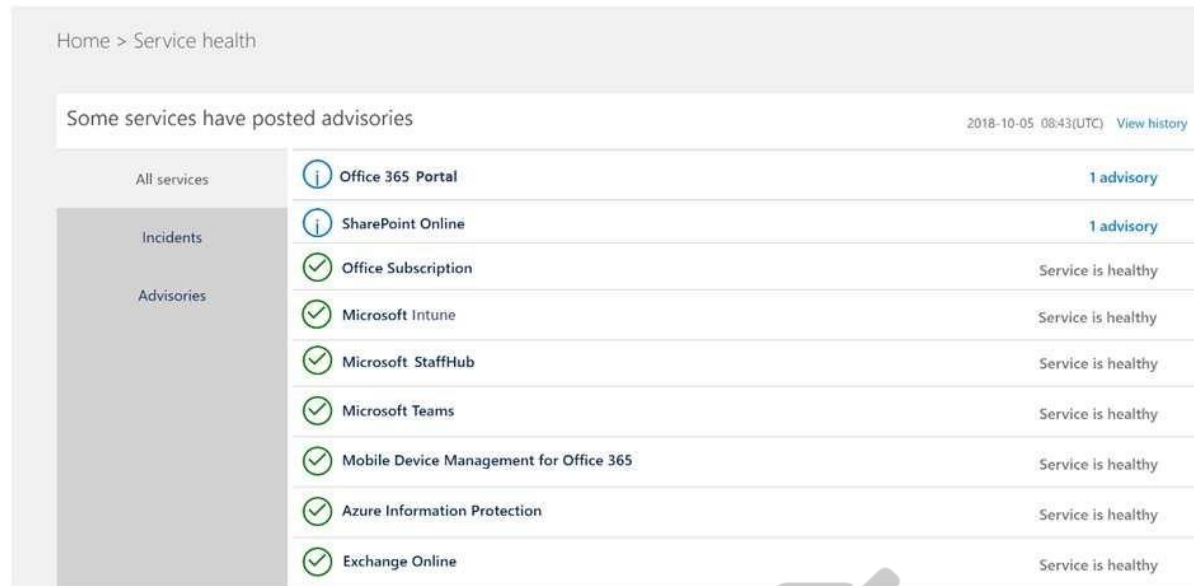 Home > Service health
Some services have posted advisories
2018-10-05 08:43(UTC) View history
All services
Incidents
Advisories
Office 365 Portal 1 advisory
SharePoint Online 1 advisory
Office Subscription Service is healthy
Microsoft Intune Service is healthy
Microsoft StaffHub Service is healthy
Microsoft Teams Service is healthy
Mobile Device Management for Office 365 Service is healthy
Azure Information Protection Service is healthy
Exchange Online Service is healthy